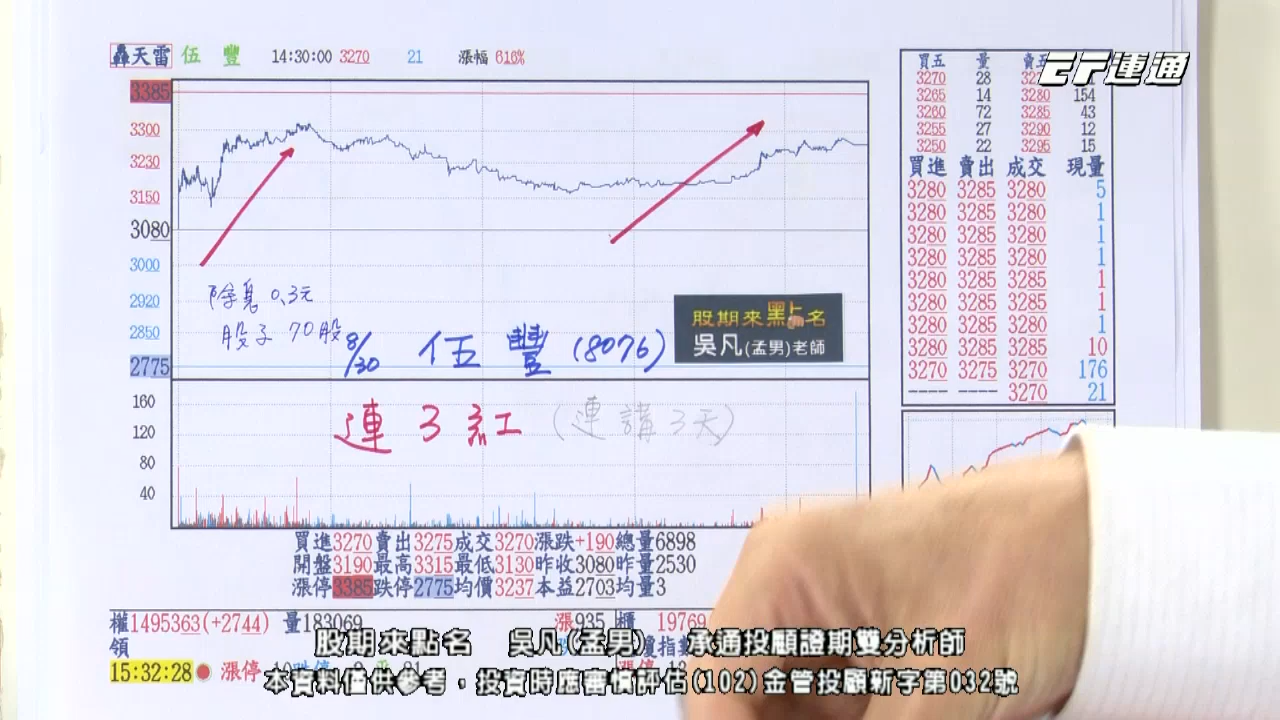 轟天雷 伍 豐 14:30:00 3270 21 漲幅 616%
EF連通
3385
3300
3230
3150
3080
3000
2920
2850
2775
160
120
80
40
除息 0.3元
股子 70股
8/30 伍 豐 (8076)
股期來點名
吳凡(孟男)老師
連 3 紅 (連講3天)
買五 量 賣五
3270 28
3265 14 3280 154
3260 72 3285 43
3255 27 3290 12
3250 22 3295 15
買進 賣出 成交 現量
3280 3285 3280 5
3280 3285 3280 1
3280 3285 3280 1
3280 3285 3280 1
3280 3285 3285 1
3280 3285 3285 1
3280 3285 3280 1
3280 3285 3285 10
3270 3275 3270 176
---- ---- 3270 21
買進3270賣出3275成交3270漲跌+190總量6898
開盤3190最高3315最低3130昨收3080昨量2530
漲停3385跌停2775均價3237本益2703均量3
權1495363(+2744) 量183069 漲935 櫃 19769
領
15:32:28 漲停
股期來點名 吳凡(孟男) 承通投顧證期雙分析師
本資料僅供參考，投資時應審慎評估(102)金管投顧新字第032號